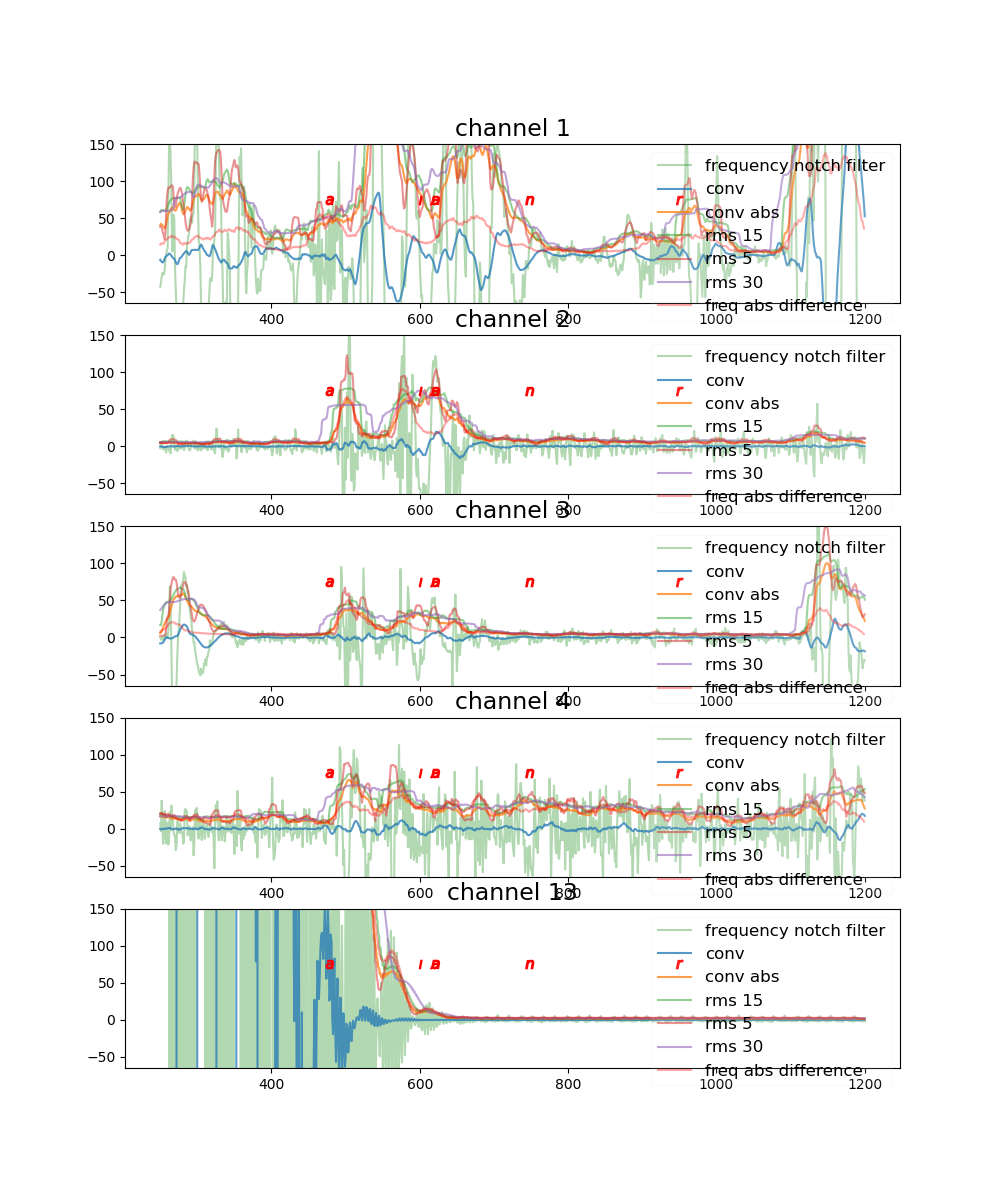 channel 1
150
100
50
0
−50
a
a
n
r
frequency notch filter
conv
conv abs
rms 15
rms 5
rms 30
freq abs difference
400
600
800
1000
1200
channel 2
150
100
50
0
−50
a
a
n
r
frequency notch filter
conv
conv abs
rms 15
rms 5
rms 30
freq abs difference
400
600
800
1000
1200
channel 3
150
100
50
0
−50
a
a
n
r
frequency notch filter
conv
conv abs
rms 15
rms 5
rms 30
freq abs difference
400
600
800
1000
1200
channel 4
150
100
50
0
−50
a
a
n
r
frequency notch filter
conv
conv abs
rms 15
rms 5
rms 30
freq abs difference
400
600
800
1000
1200
channel 13
150
100
50
0
−50
a
a
n
r
frequency notch filter
conv
conv abs
rms 15
rms 5
rms 30
freq abs difference
400
600
800
1000
1200